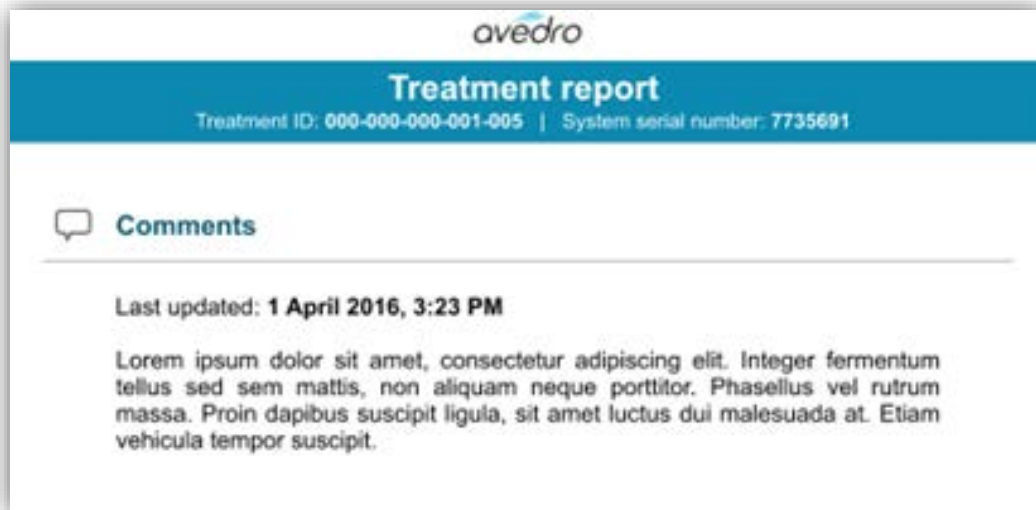 avedro
Treatment report
Treatment ID: 000-000-000-001-005 | System serial number: 7735691
Comments
Last updated: 1 April 2016, 3:23 PM
Lorem ipsum dolor sit amet, consectetur adipiscing elit. Integer fermentum
tellus sed sem mattis, non aliquam neque porttitor. Phasellus vel rutrum
massa. Proin dapibus suscipit ligula, sit amet luctus dui malesuada at. Etiam
vehicula tempor suscipit.